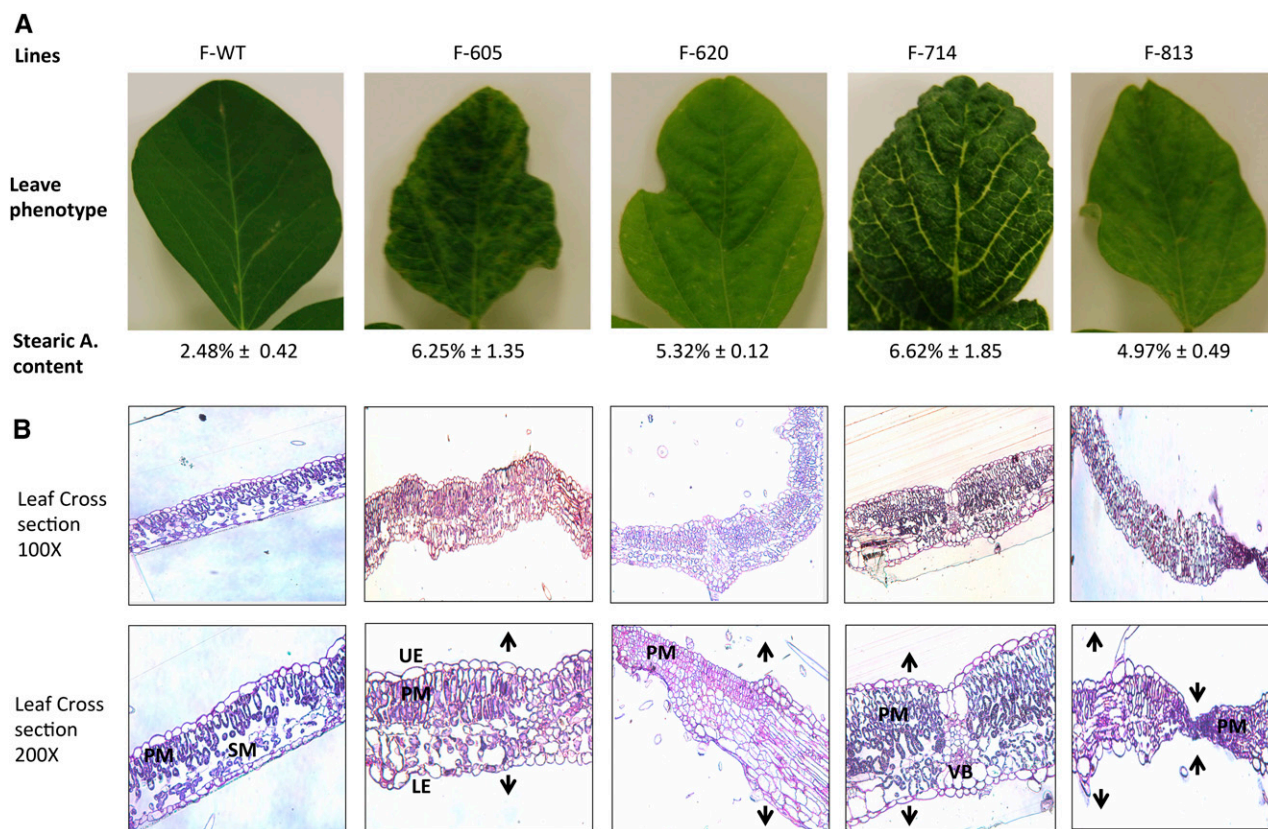 A
Lines F-WT F-605 F-620 F-714 F-813
Leave
phenotype
Stearic A.
content
2.48% ± 0.42 6.25% ± 1.35 5.32% ± 0.12 6.62% ± 1.85 4.97% ± 0.49
B
Leaf Cross
section
100X
Leaf Cross
section
200X
PM SM
UE
PM
LE
PM
PM
VB
PM